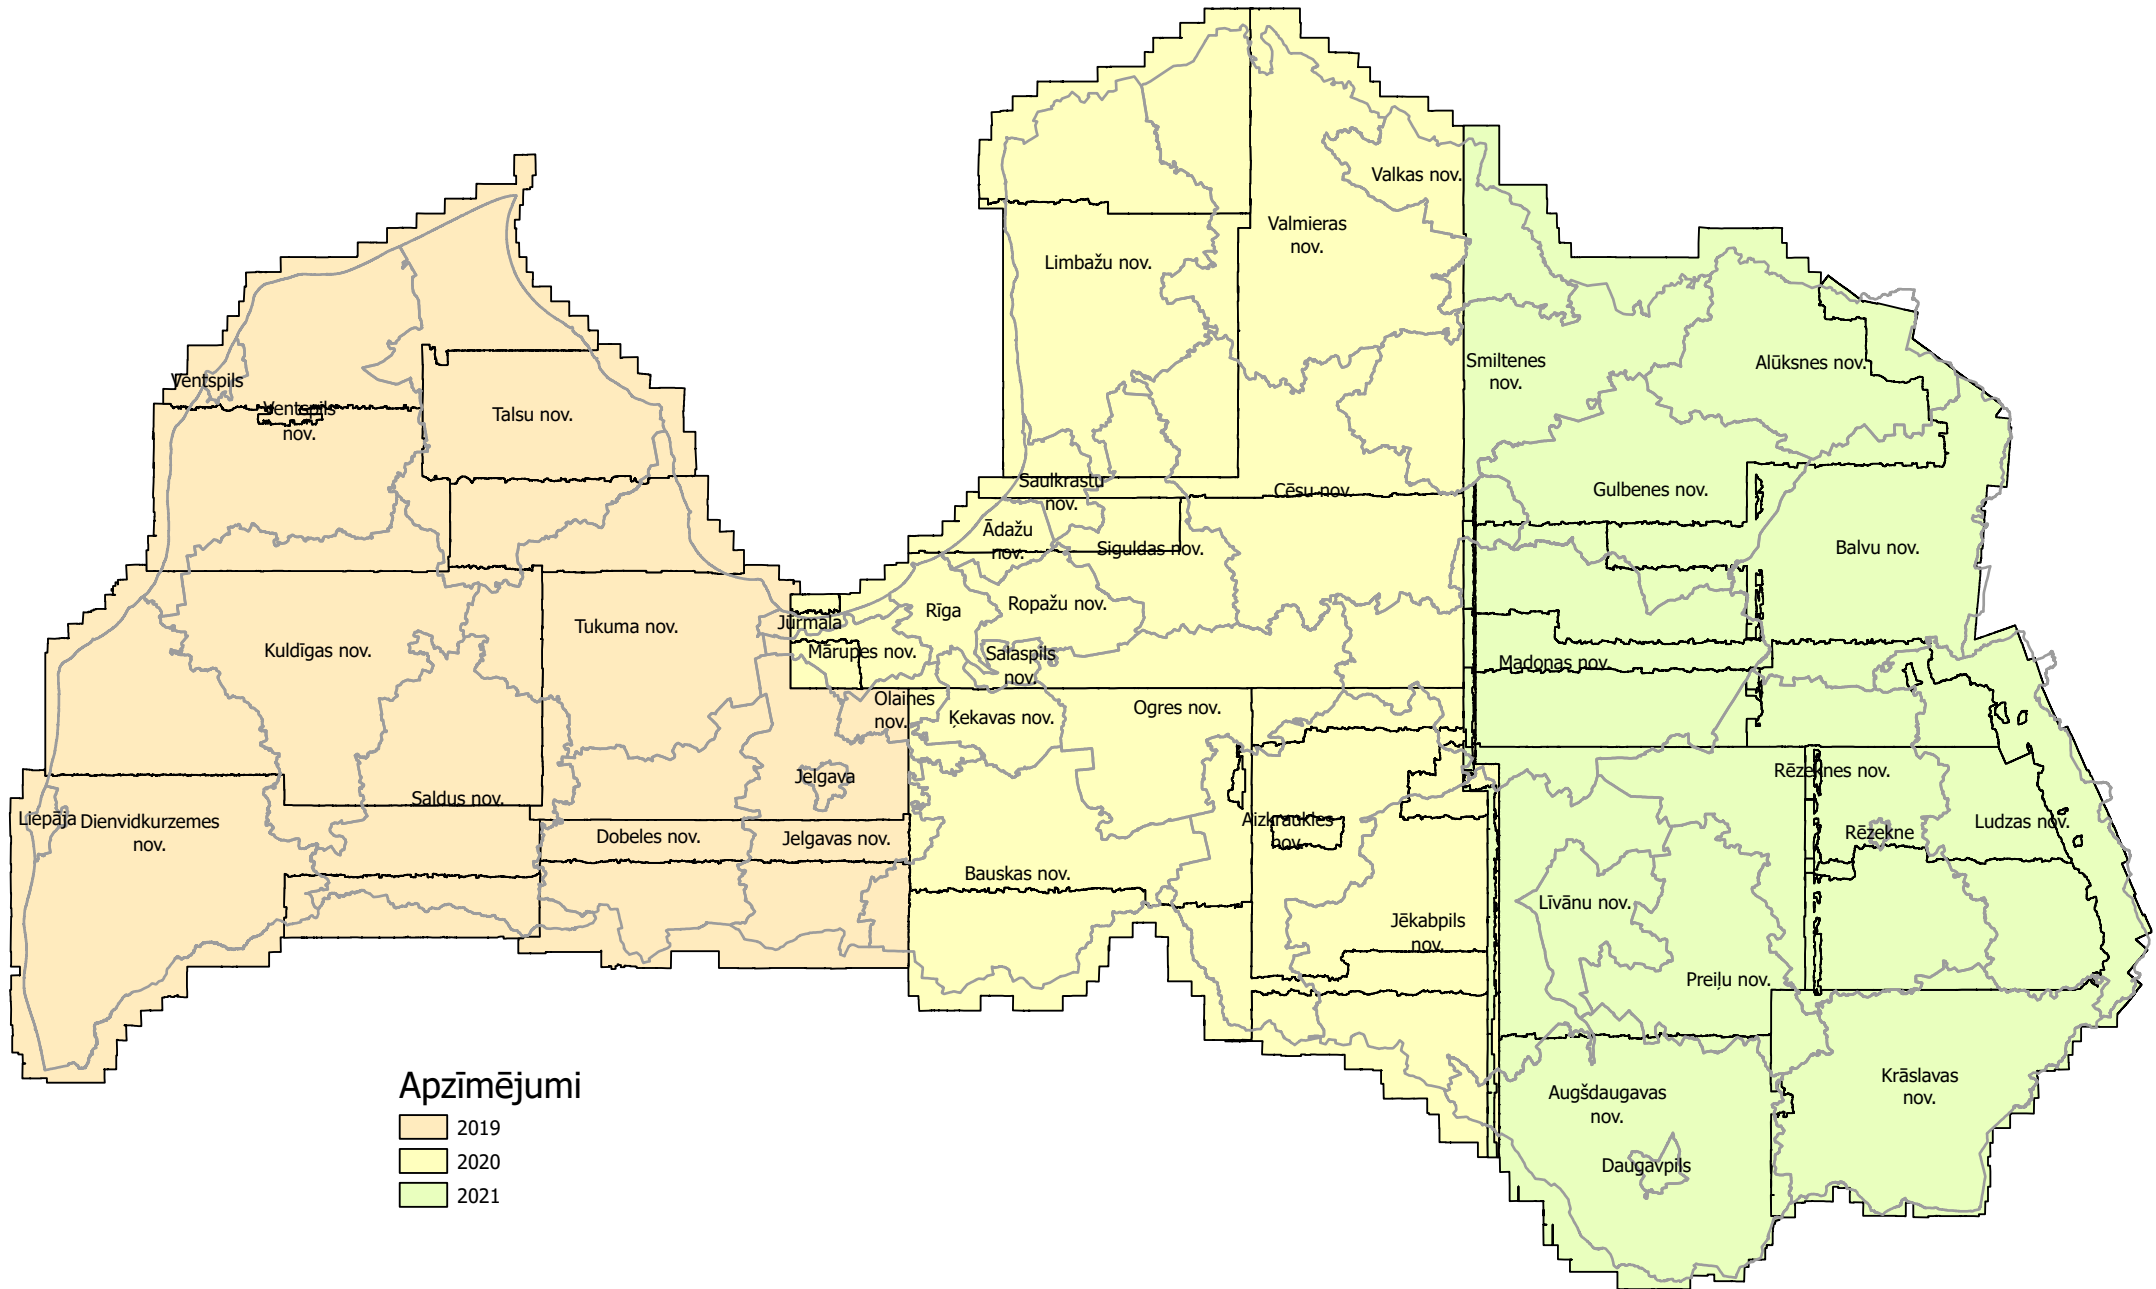 Valkas nov.
Valmieras
nov.
Limbažu nov.
Smiltenes
nov.
Alūksnes nov.
Ventspils
Ventspils
nov.
Talsu nov.
Saulkrastu
nov.
Cēsu nov.
Gulbenes nov.
Ādažu
nov.
Siguldas nov.
Balvu nov.
Rīga
Ropažu nov.
Jūrmala
Tukuma nov.
Kuldīgas nov.
Mārupes nov.
Salaspils
nov.
Madonas nov.
Olaines
nov.
Ķekavas nov.
Ogres nov.
Jelgava
Rēzeknes nov.
Saldus nov.
Liepāja
Dienvidkurzemes
nov.
Dobeles nov.
Jelgavas nov.
Aizkraukles
nov.
Rēzekne
Ludzas nov.
Bauskas nov.
Līvānu nov.
Jēkabpils
nov.
Preiļu nov.
Krāslavas
nov.
Augšdaugavas
nov.
Daugavpils
Apzīmējumi
2019
2020
2021